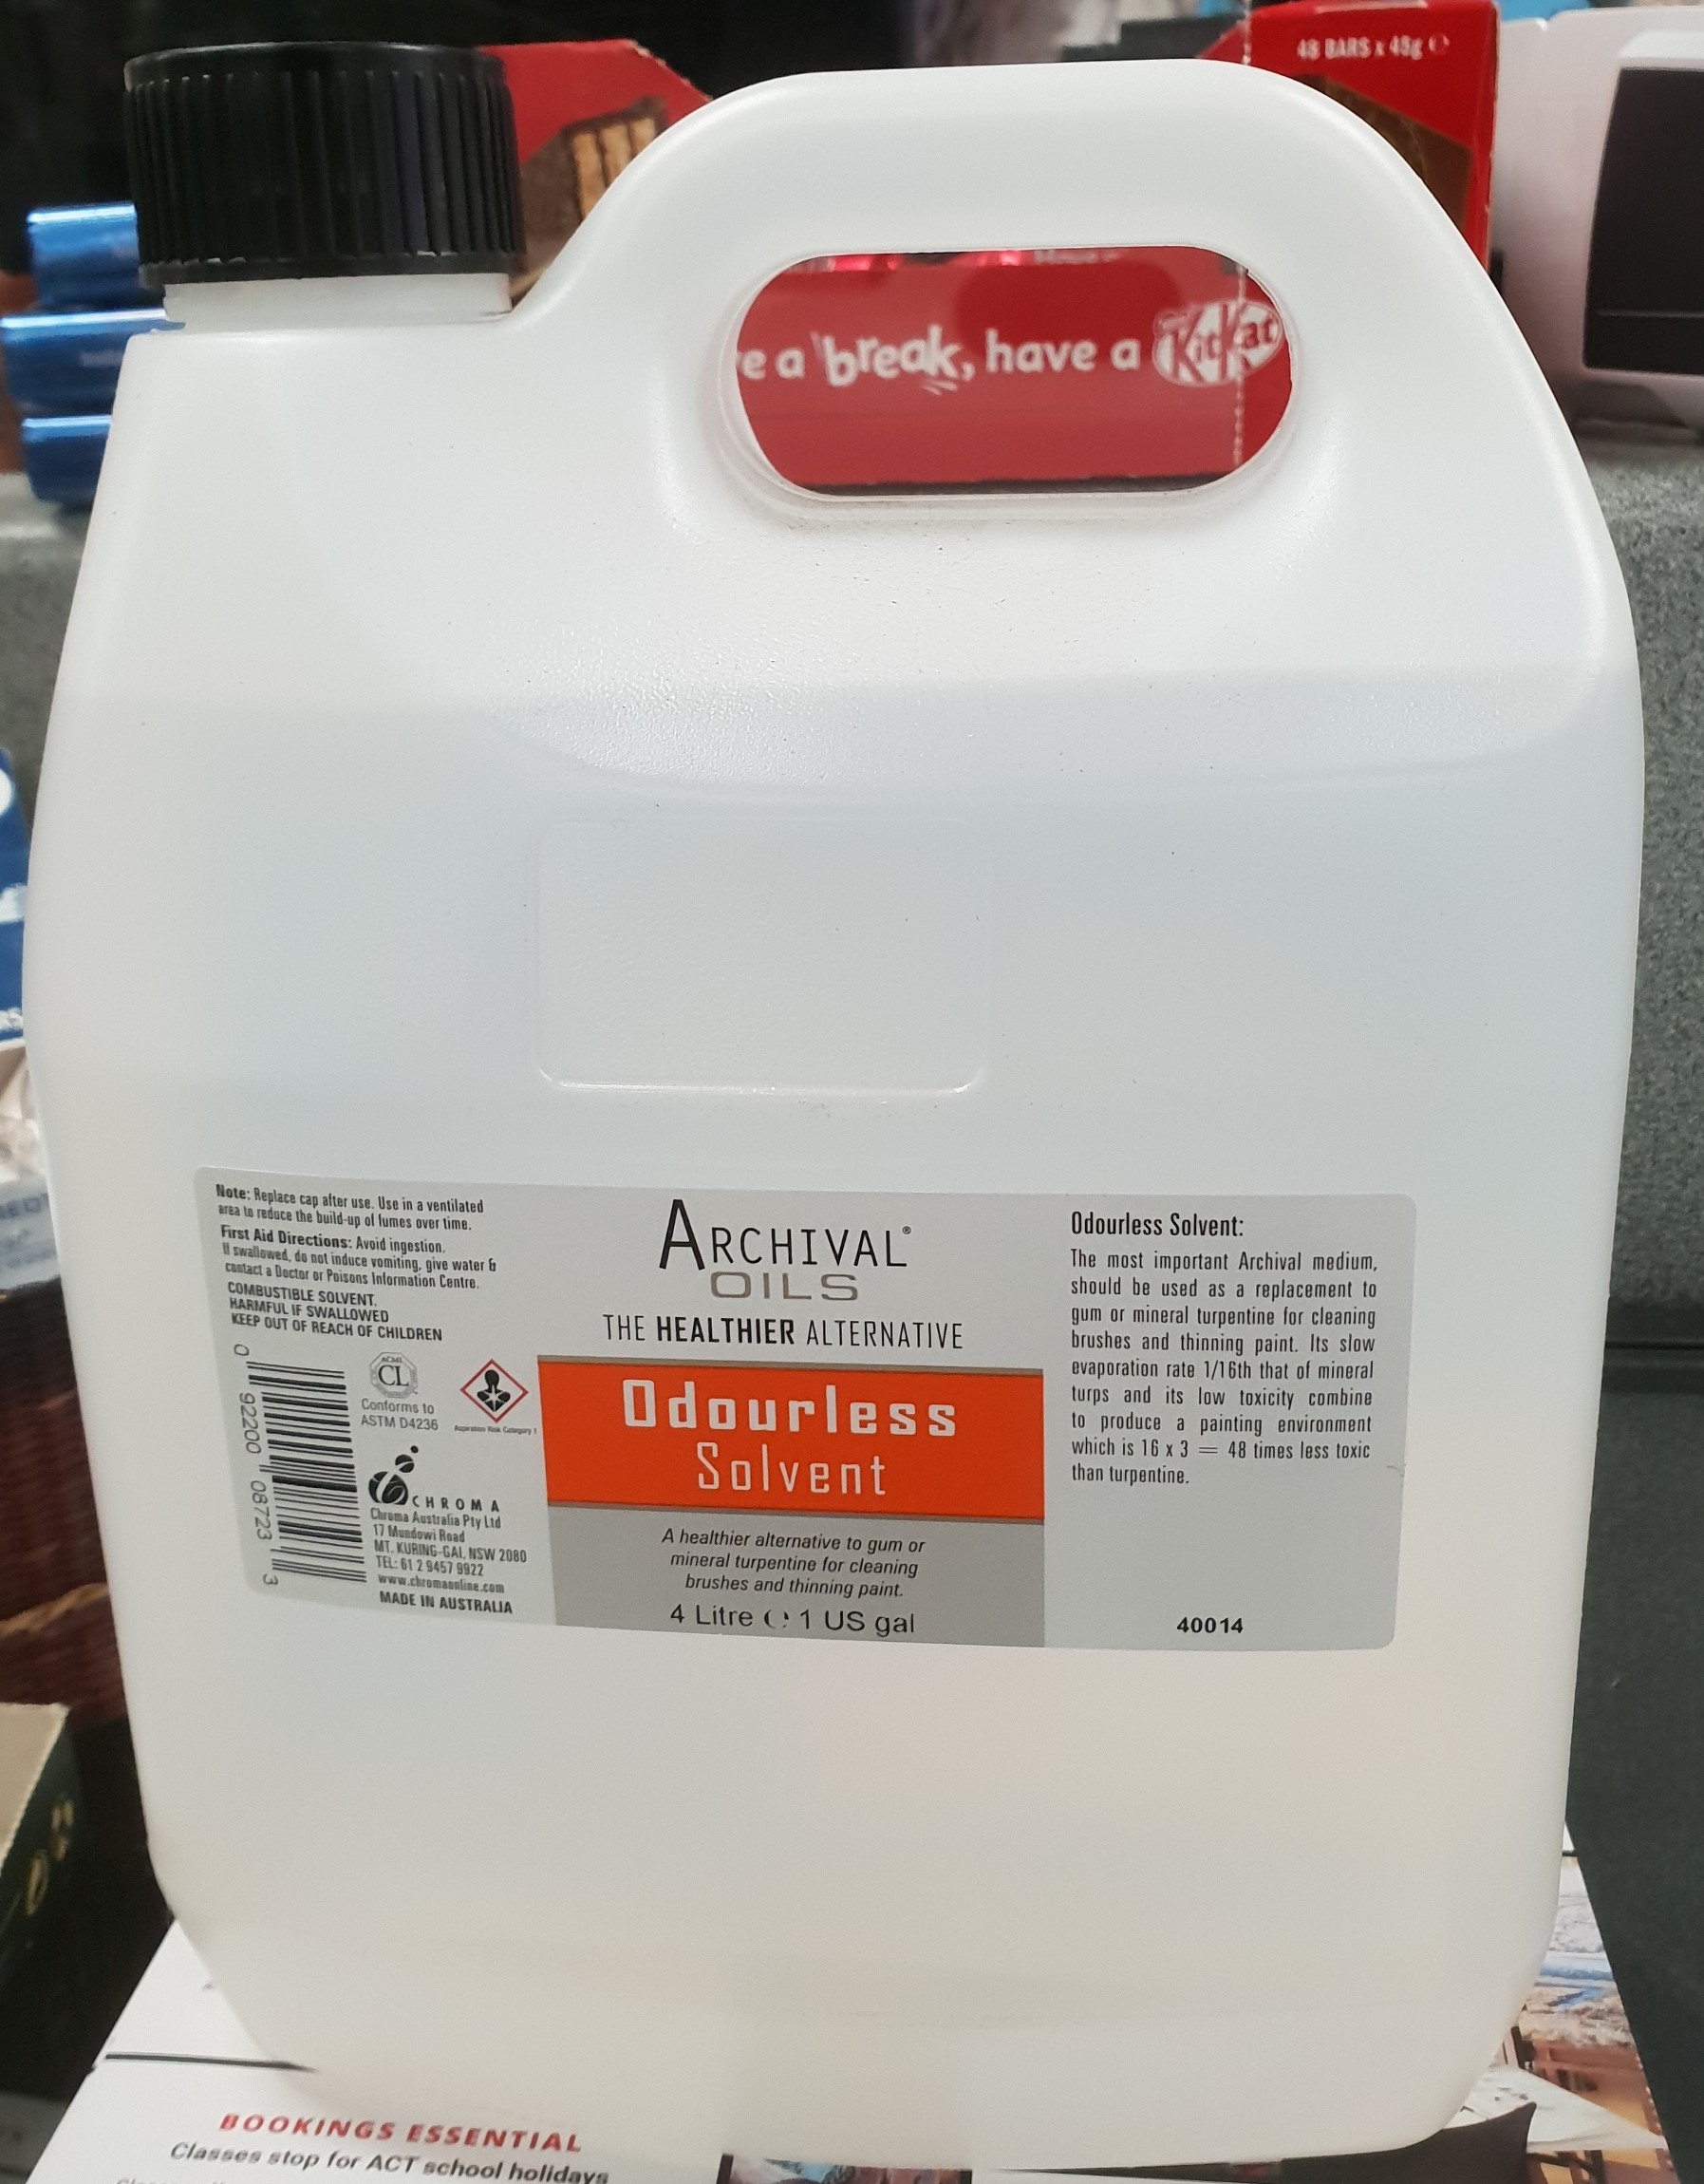 48 BARS x 45g e
e a break, have a KitKat
Note: Replace cap after use. Use in a ventilated
area to reduce the build-up of fumes over time.
First Aid Directions: Avoid ingestion.
If swallowed, do not induce vomiting, give water &
contact a Doctor or Poisons Information Centre.
COMBUSTIBLE SOLVENT.
HARMFUL IF SWALLOWED
KEEP OUT OF REACH OF CHILDREN
0 92200 08723 3
ACMI
CL
Conforms to
ASTM D4236
Aspiration Risk Category 1
CHROMA
Chroma Australia Pty Ltd
17 Mundowi Road
MT. KURING-GAI, NSW 2080
TEL: 61 2 9457 9922
www.chromaonline.com
MADE IN AUSTRALIA
ARCHIVAL®
OILS
THE HEALTHIER ALTERNATIVE
Odourless
Solvent
A healthier alternative to gum or
mineral turpentine for cleaning
brushes and thinning paint.
4 Litre e 1 US gal
Odourless Solvent:
The most important Archival medium,
should be used as a replacement to
gum or mineral turpentine for cleaning
brushes and thinning paint. Its slow
evaporation rate 1/16th that of mineral
turps and its low toxicity combine
to produce a painting environment
which is 16 x 3 = 48 times less toxic
than turpentine.
40014
BOOKINGS ESSENTIAL
Classes stop for ACT school holidays